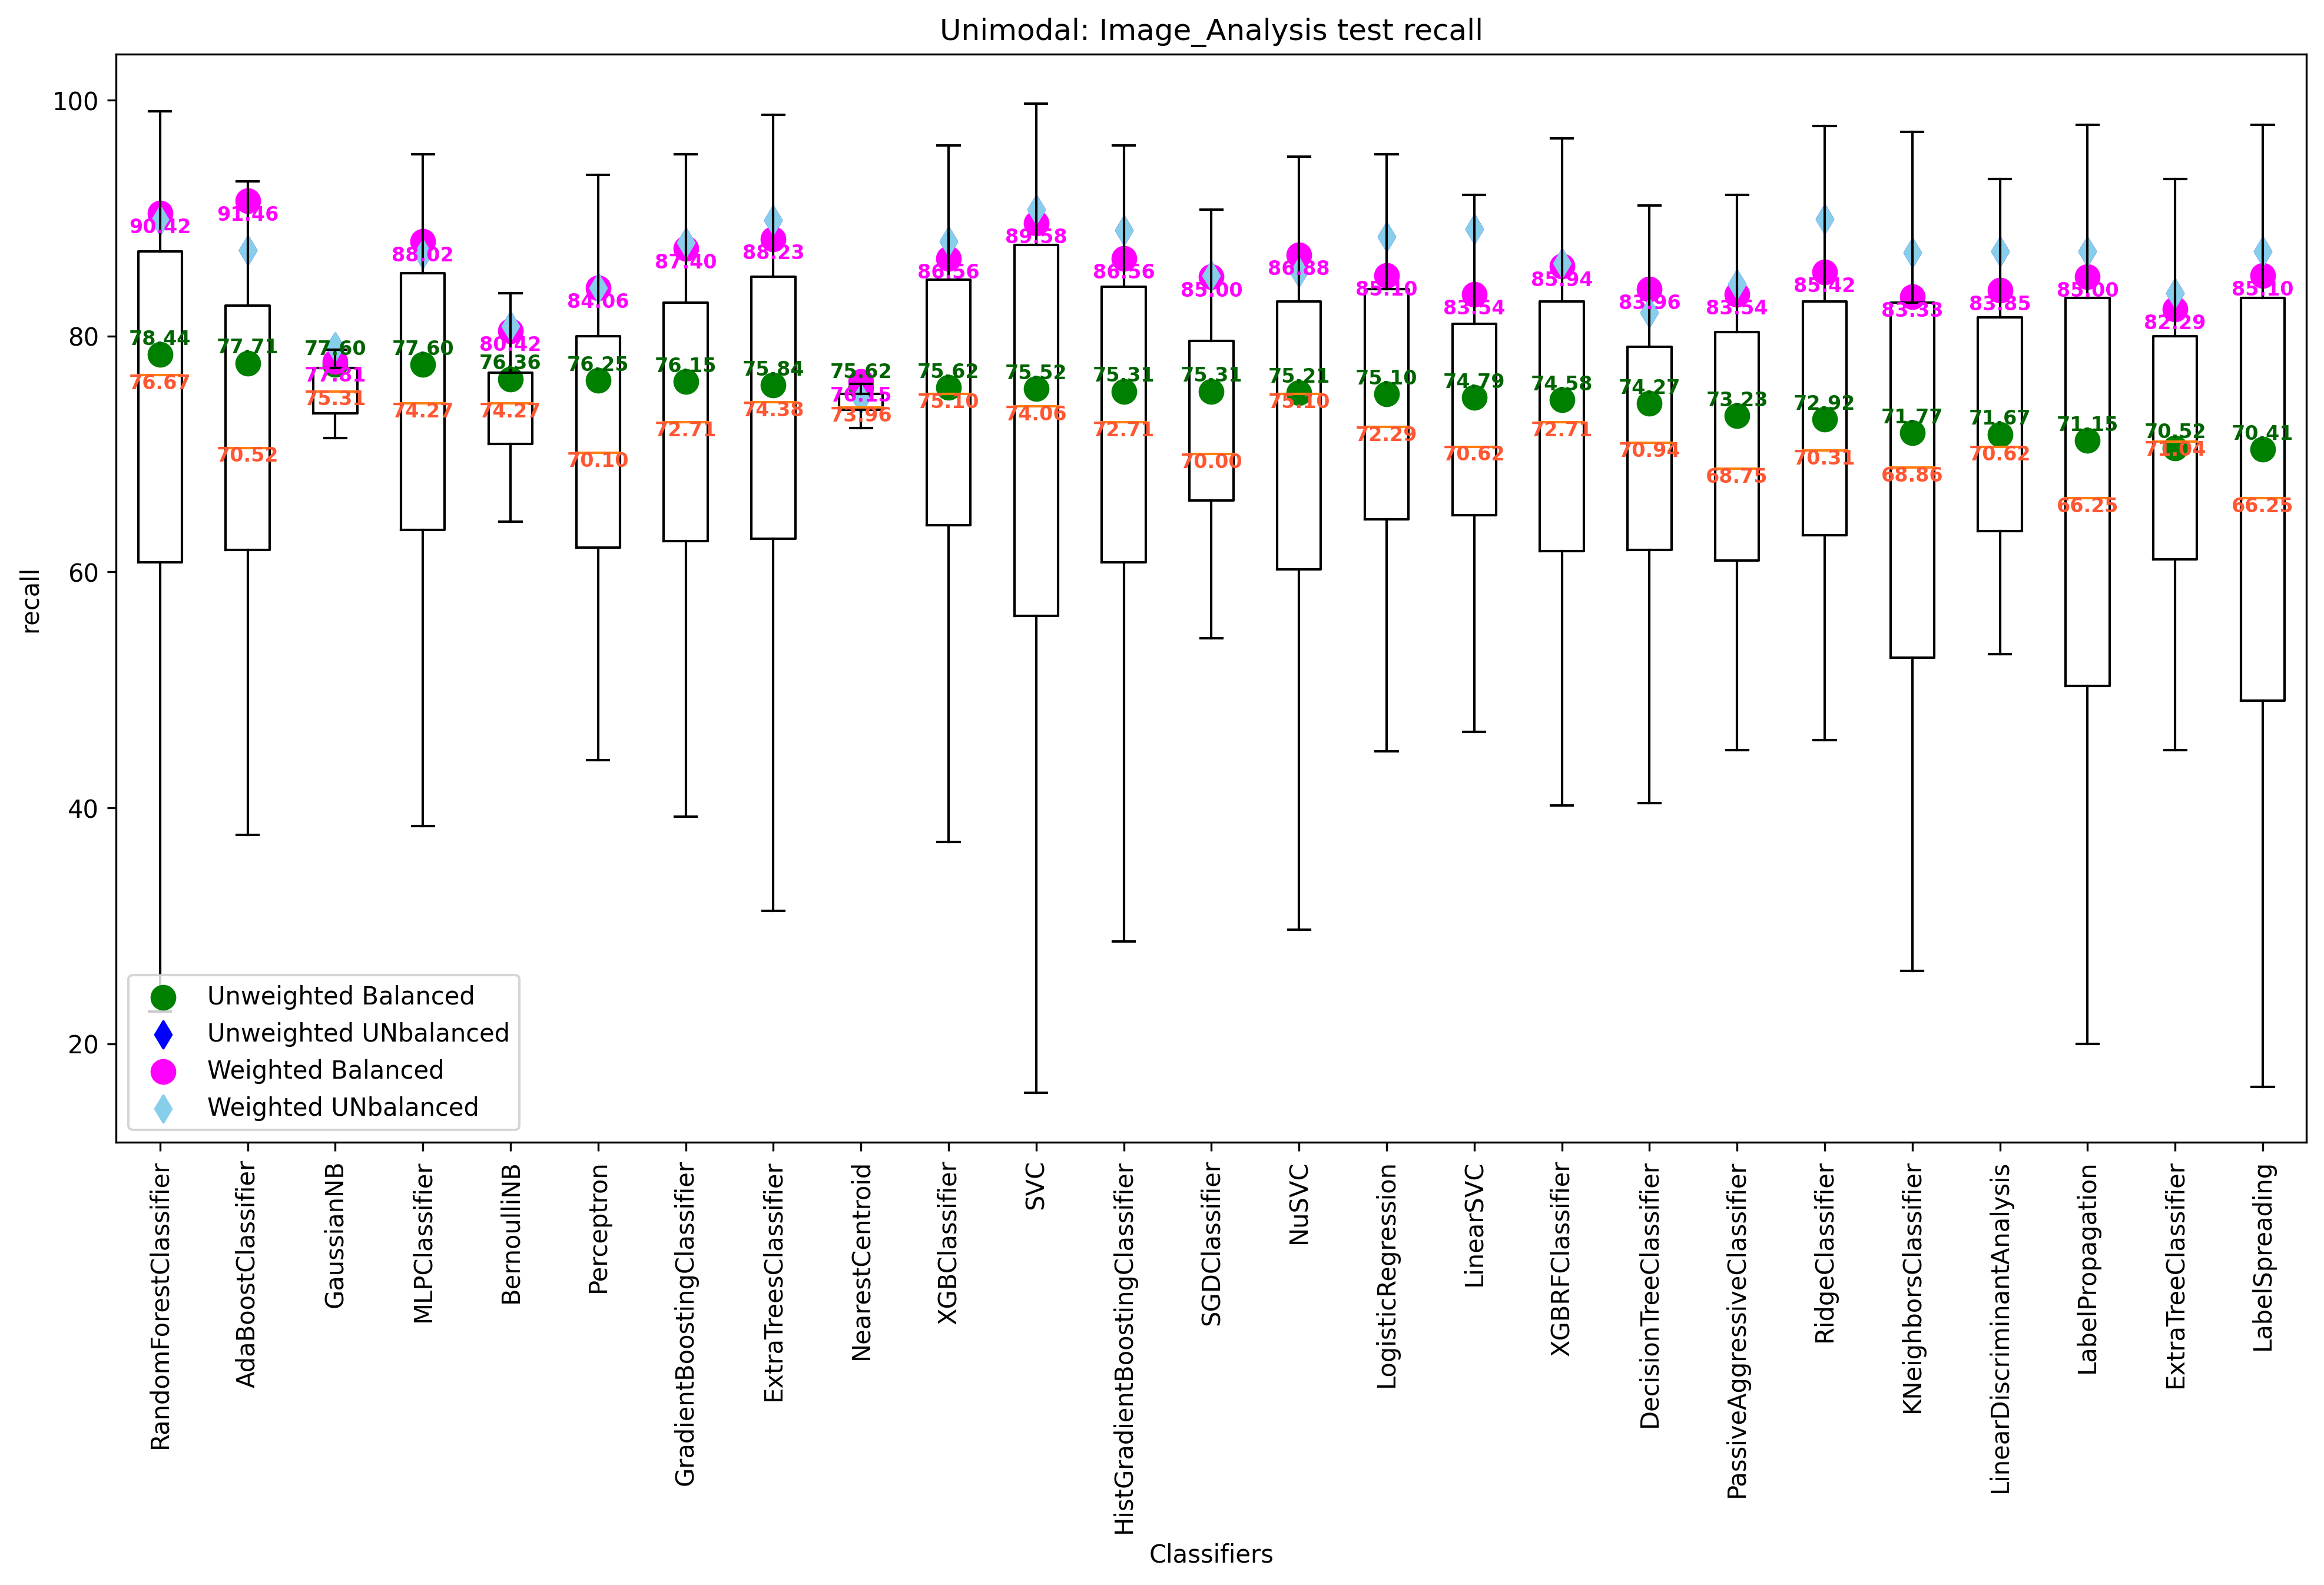 Unimodal: Image_Analysis test recall
recall
100
80
60
40
20
90.42
78.44
76.67
91.46
77.71
70.52
77.60
77.81
75.31
88.02
77.60
74.27
80.42
76.36
74.27
84.06
76.25
70.10
87.40
76.15
72.71
88.23
75.84
74.38
75.62
76.15
73.96
86.56
75.62
75.10
89.58
75.52
74.06
86.56
75.31
72.71
85.00
75.31
70.00
86.88
75.21
75.10
85.10
75.10
72.29
83.54
74.79
70.62
85.94
74.58
72.71
83.96
74.27
70.94
83.54
73.23
68.75
85.42
72.92
70.31
83.33
71.77
68.86
83.85
71.67
70.62
85.00
71.15
66.25
82.29
70.52
71.04
85.10
70.41
66.25
Unweighted Balanced
Unweighted UNbalanced
Weighted Balanced
Weighted UNbalanced
RandomForestClassifier
AdaBoostClassifier
GaussianNB
MLPClassifier
BernoulliNB
Perceptron
GradientBoostingClassifier
ExtraTreesClassifier
NearestCentroid
XGBClassifier
SVC
HistGradientBoostingClassifier
SGDClassifier
NuSVC
LogisticRegression
LinearSVC
XGBRFClassifier
DecisionTreeClassifier
PassiveAggressiveClassifier
RidgeClassifier
KNeighborsClassifier
LinearDiscriminantAnalysis
LabelPropagation
ExtraTreeClassifier
LabelSpreading
Classifiers